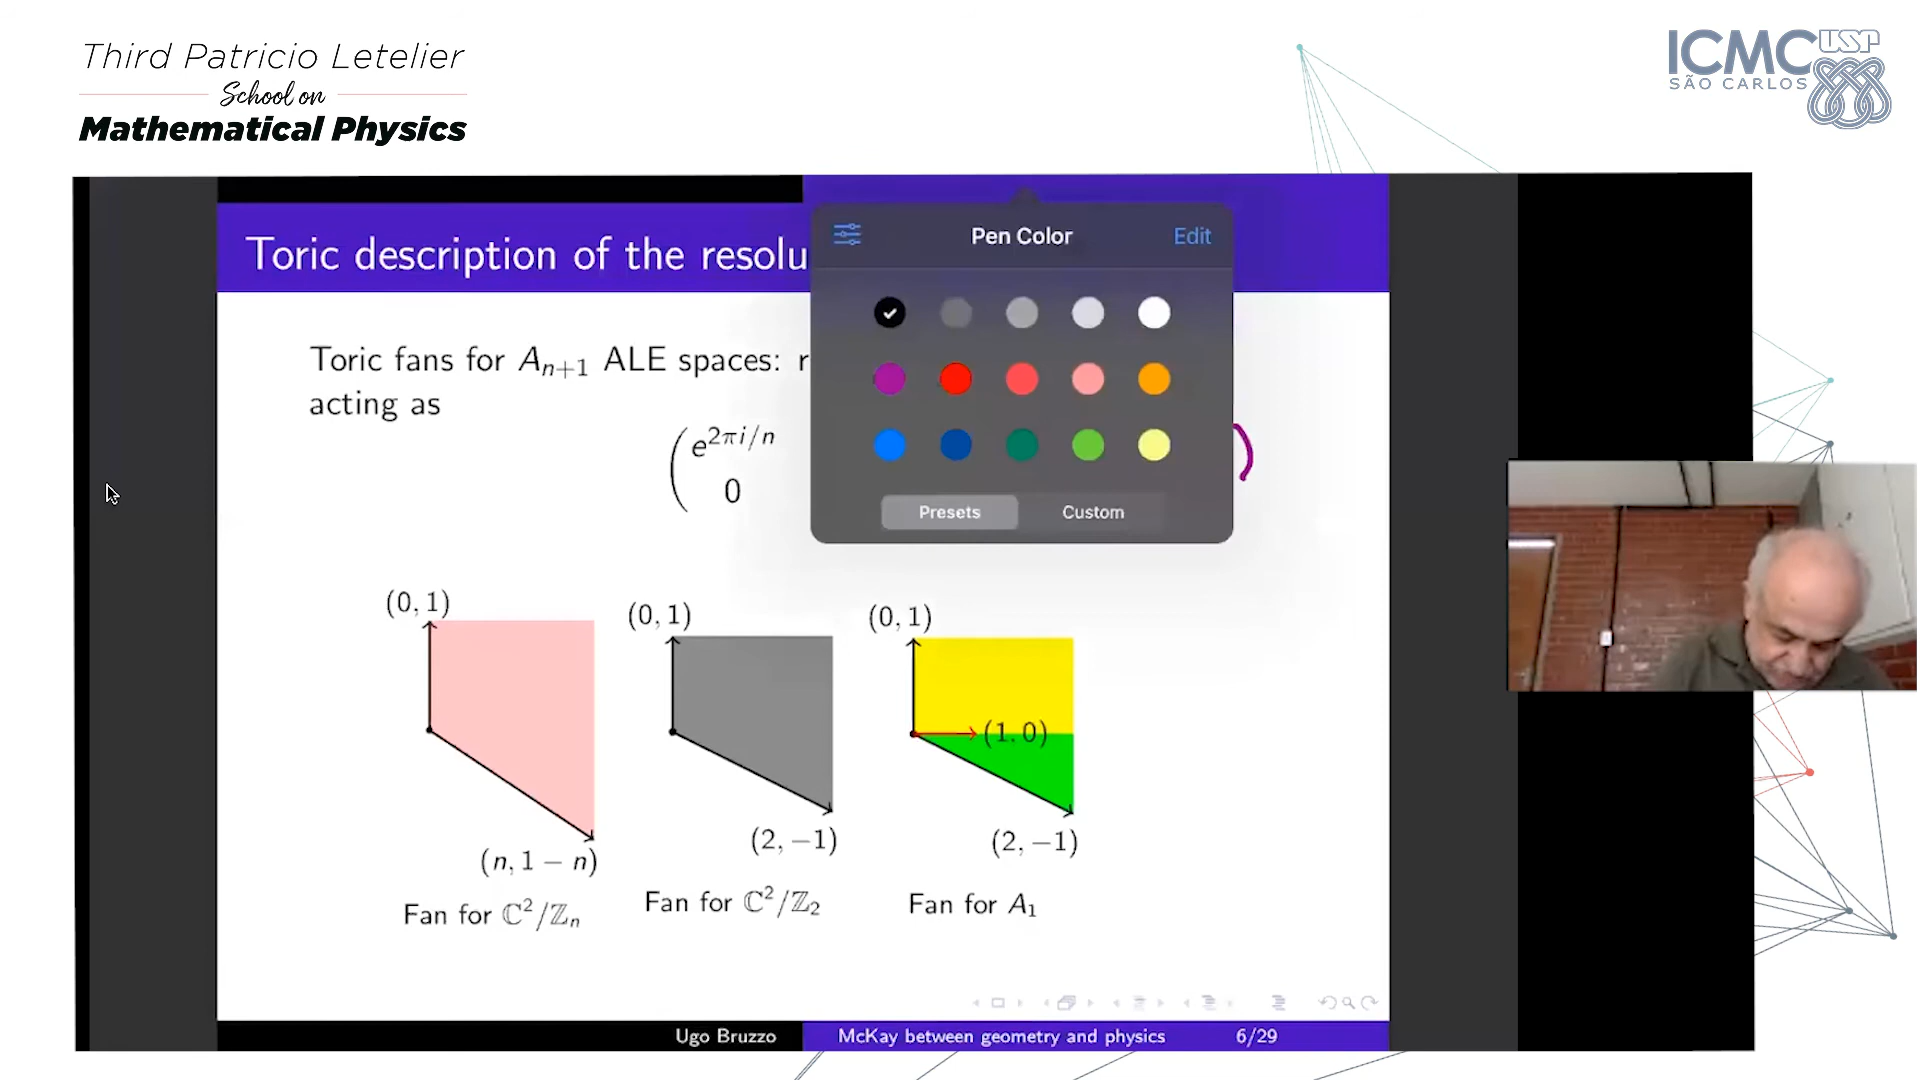 Third Patricio Letelier
School on
Mathematical Physics
ICMC USP
SÃO CARLOS
Toric description of the resolu
Pen Color
Edit
Toric fans for Aₙ₊₁ ALE spaces: r
acting as
e^{2πi/n}
0
Presets
Custom
(0, 1)
(0, 1)
(0, 1)
(1, 0)
(n, 1 − n)
(2, −1)
(2, −1)
Fan for ℂ²/ℤₙ
Fan for ℂ²/ℤ₂
Fan for A₁
Ugo Bruzzo
McKay between geometry and physics
6/29